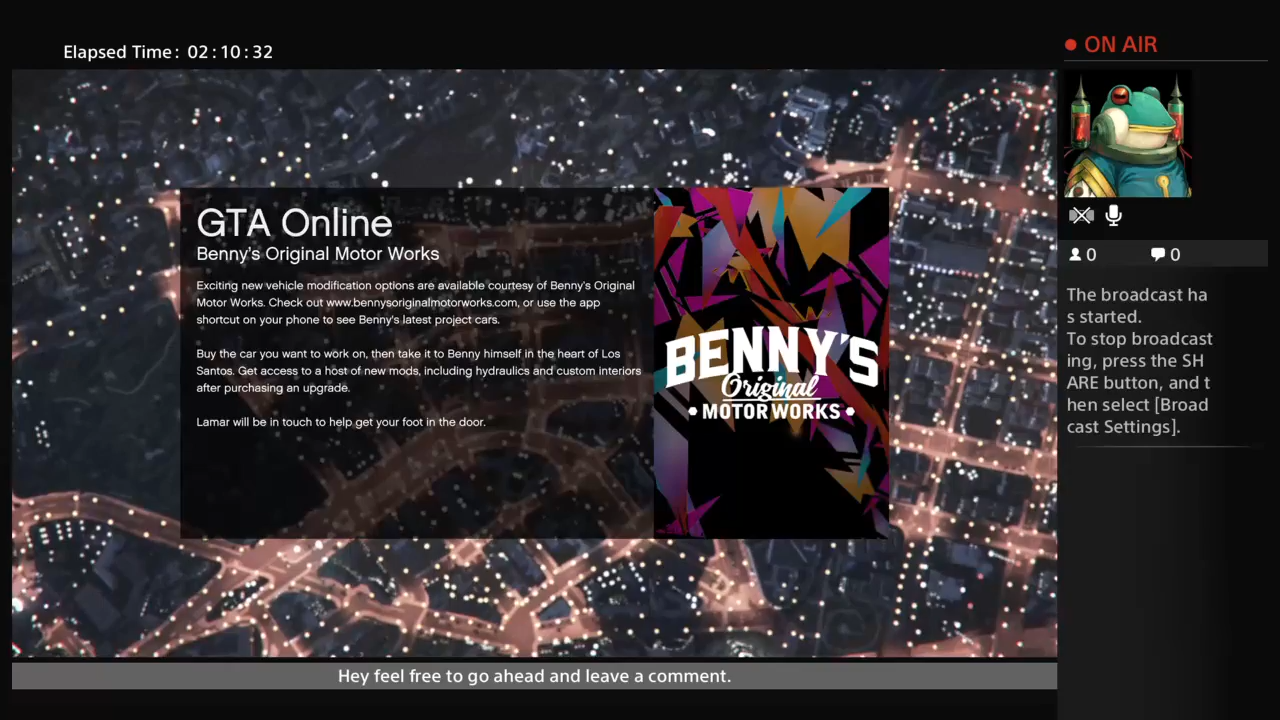 Elapsed Time: 02:10:32
ON AIR
GTA Online
Benny's Original Motor Works
Exciting new vehicle modification options are available courtesy of Benny's Original
Motor Works. Check out www.bennysoriginalmotorworks.com, or use the app
shortcut on your phone to see Benny's latest project cars.
Buy the car you want to work on, then take it to Benny himself in the heart of Los
Santos. Get access to a host of new mods, including hydraulics and custom interiors
after purchasing an upgrade.
Lamar will be in touch to help get your foot in the door.
BENNY'S
Original
MOTOR WORKS
0
0
The broadcast ha
s started.
To stop broadcast
ing, press the SH
ARE button, and t
hen select [Broad
cast Settings].
Hey feel free to go ahead and leave a comment.